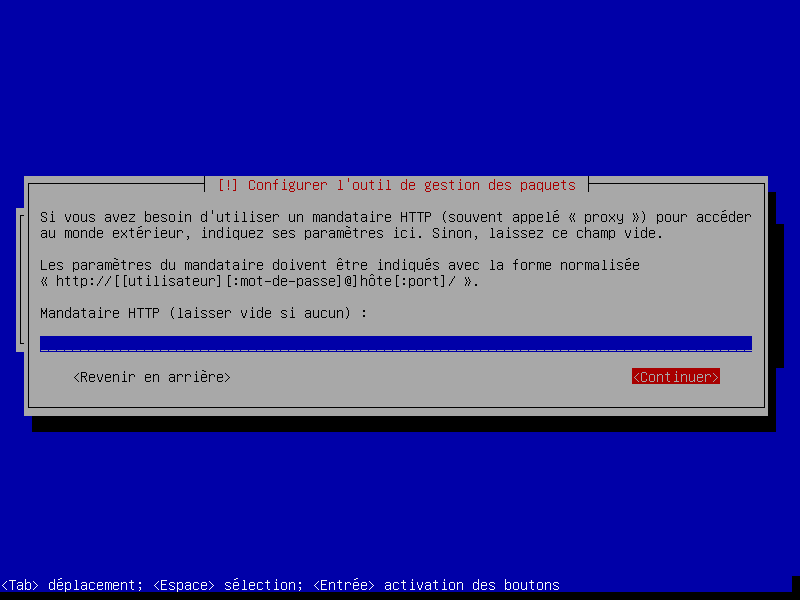 [!] Configurer l'outil de gestion des paquets
Si vous avez besoin d'utiliser un mandataire HTTP (souvent appelé « proxy ») pour accéder
au monde extérieur, indiquez ses paramètres ici. Sinon, laissez ce champ vide.
Les paramètres du mandataire doivent être indiqués avec la forme normalisée
« http://[[utilisateur][:mot-de-passe]@]hôte[:port]/ ».
Mandataire HTTP (laisser vide si aucun) :
<Revenir en arrière> <Continuer>
<Tab> déplacement; <Espace> sélection; <Entrée> activation des boutons